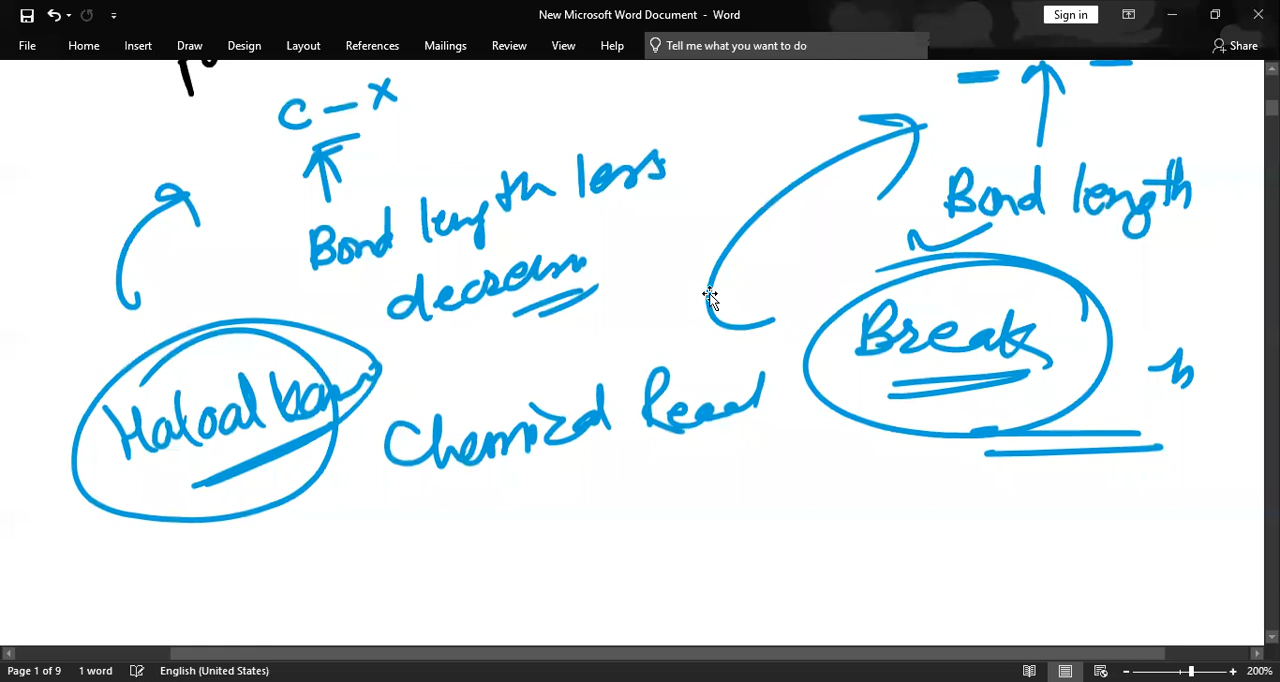 New Microsoft Word Document - Word
Sign in
File Home Insert Draw Design Layout References Mailings Review View Help Tell me what you want to do Share
C - X
Bond length less
decrease
Bond length
Break
Chemical React
Page 1 of 9 1 word English (United States) 200%